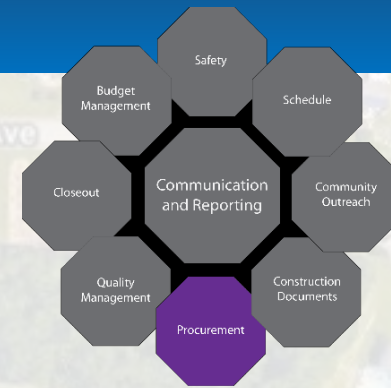 Safety
Budget
Management
Schedule
Closeout
Communication
and Reporting
Community
Outreach
Quality
Management
Construction
Documents
Procurement